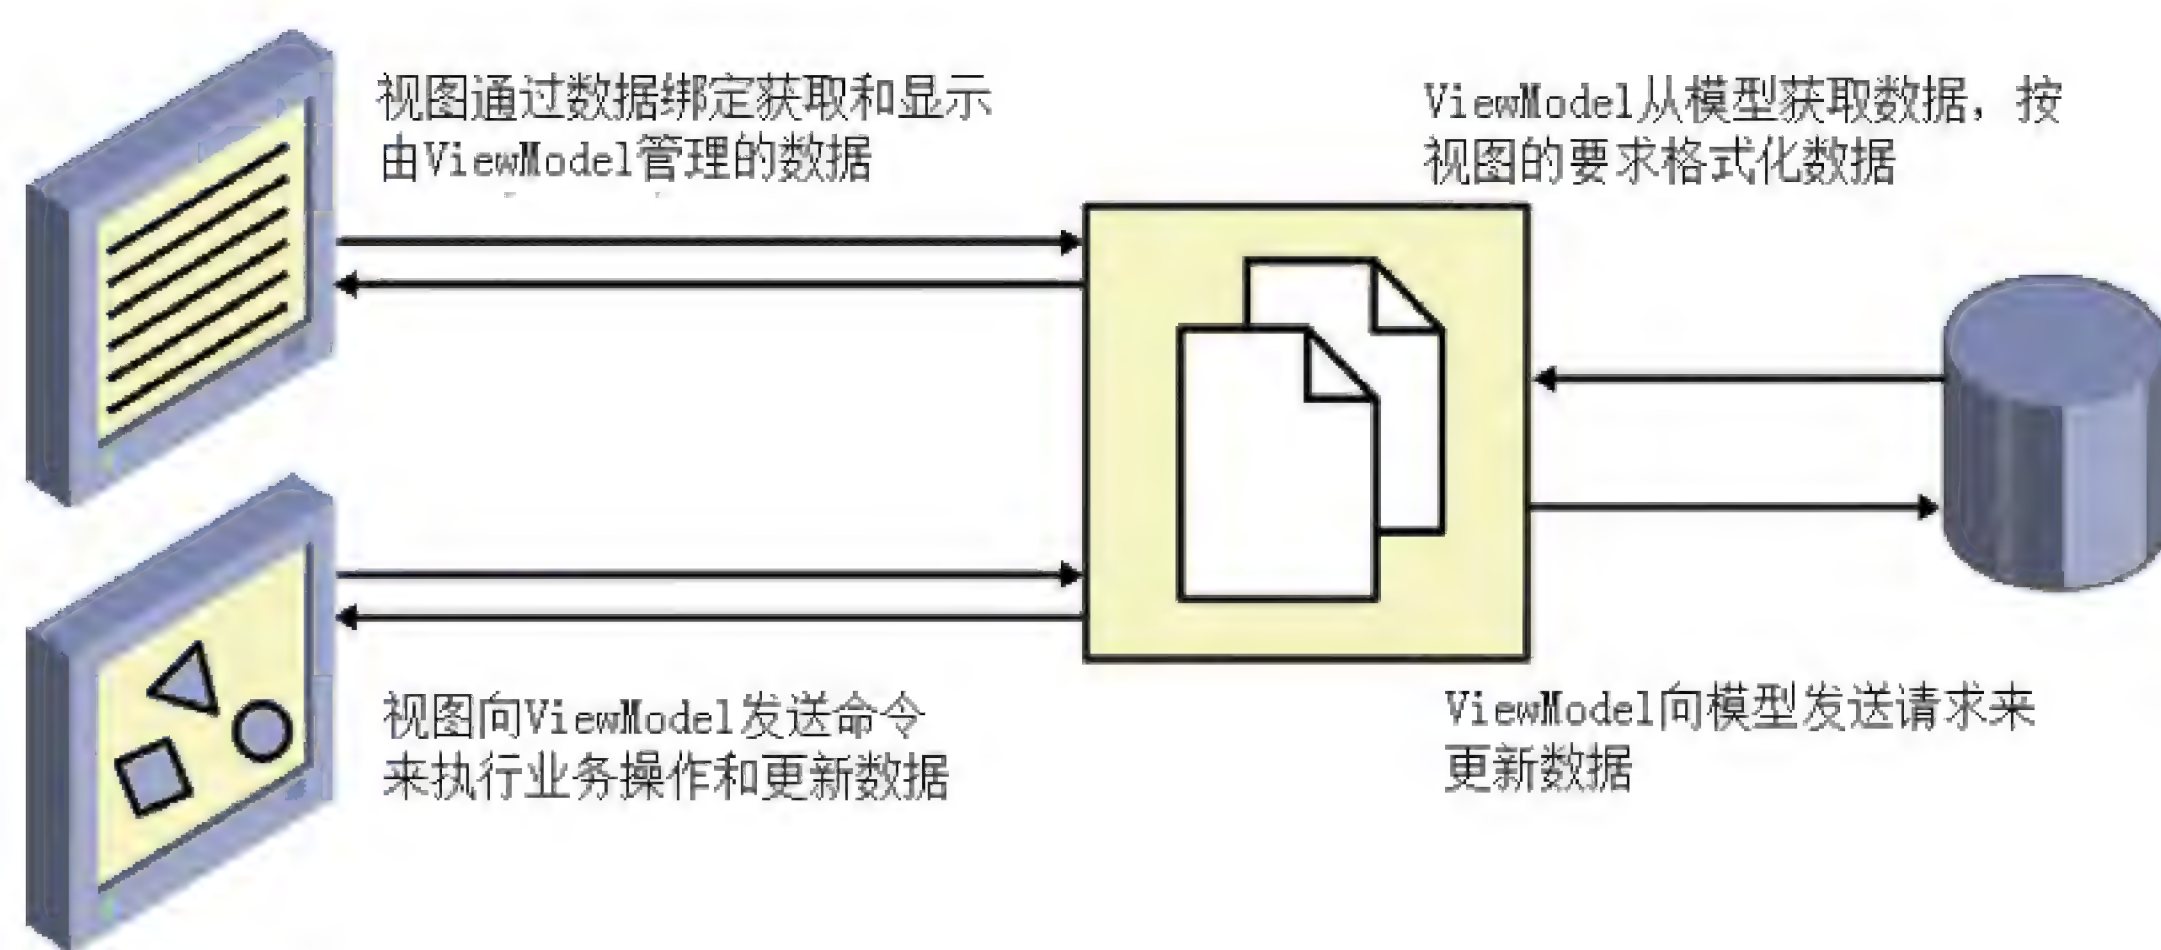 视图通过数据绑定获取和显示
由ViewModel管理的数据
ViewModel从模型获取数据，按
视图的要求格式化数据
视图向ViewModel发送命令
来执行业务操作和更新数据
ViewModel向模型发送请求来
更新数据